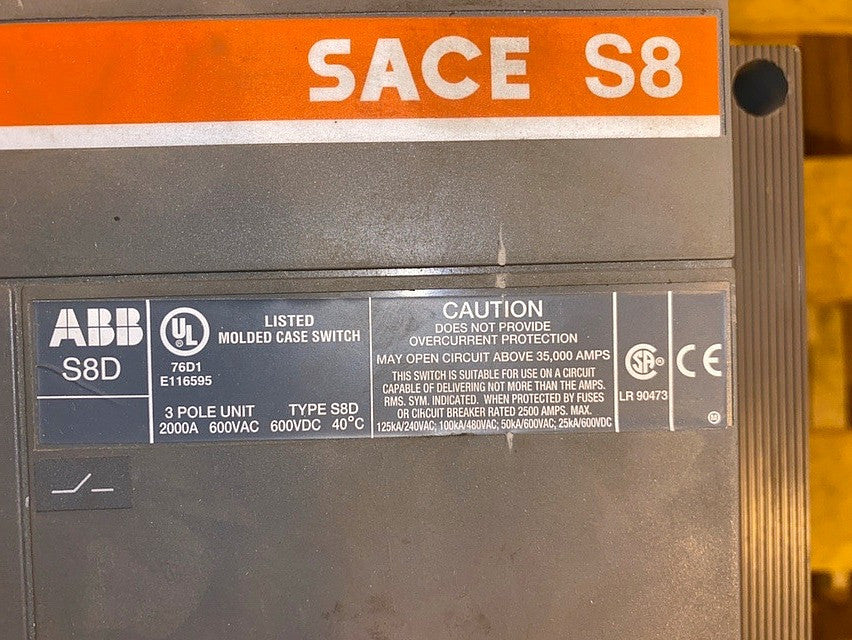 SACE S8
ABB
S8D
UL
LISTED
MOLDED CASE SWITCH
76D1
E116595
3 POLE UNIT TYPE S8D
2000A 600VAC 600VDC 40°C
CAUTION
DOES NOT PROVIDE
OVERCURRENT PROTECTION
MAY OPEN CIRCUIT ABOVE 35,000 AMPS
THIS SWITCH IS SUITABLE FOR USE ON A CIRCUIT
CAPABLE OF DELIVERING NOT MORE THAN THE AMPS.
RMS. SYM. INDICATED. WHEN PROTECTED BY FUSES
OR CIRCUIT BREAKER RATED 2500 AMPS. MAX.
125kA/240VAC; 100kA/480VAC; 50kA/600VAC; 25kA/600VDC
SA
LR 90473
CE